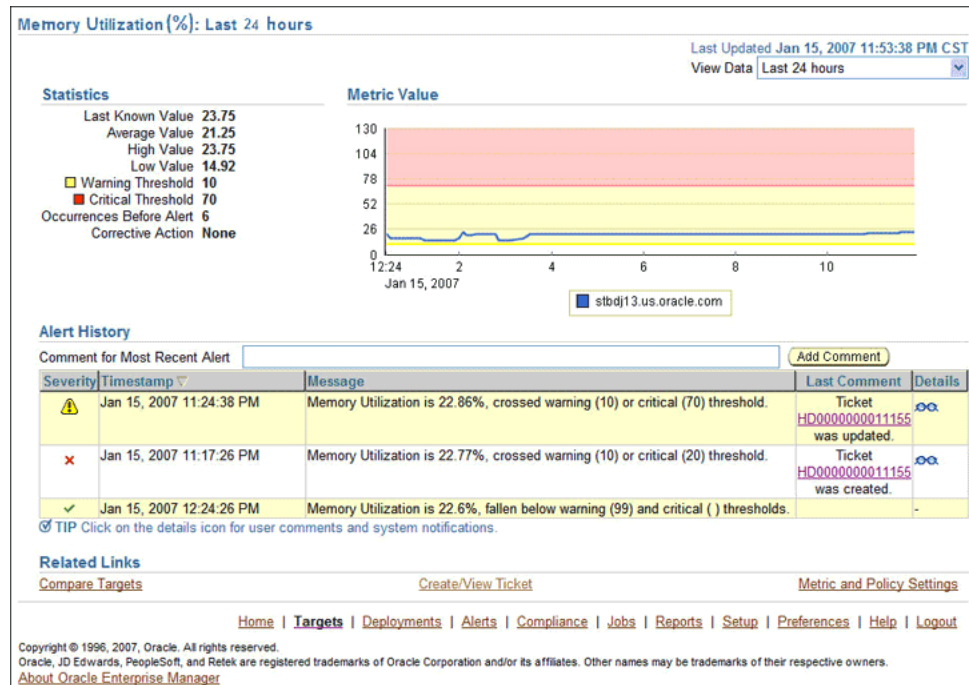 Memory Utilization(%): Last 24 hours
Last Updated Jan 15, 2007 11:53:38 PM CST
View Data Last 24 hours
Statistics
Last Known Value 23.75
Average Value 21.25
High Value 23.75
Low Value 14.92
Warning Threshold 10
Critical Threshold 70
Occurrences Before Alert 6
Corrective Action None
Metric Value
130
104
78
52
26
0
12:24 2 4 6 8 10
Jan 15, 2007
stbdj13.us.oracle.com
Alert History
Comment for Most Recent Alert Add Comment
Severity Timestamp Message Last Comment Details
Jan 15, 2007 11:24:38 PM Memory Utilization is 22.86%, crossed warning (10) or critical (70) threshold. Ticket
HD0000000011155
was updated.
Jan 15, 2007 11:17:26 PM Memory Utilization is 22.77%, crossed warning (10) or critical (20) threshold. Ticket
HD0000000011155
was created.
Jan 15, 2007 12:24:26 PM Memory Utilization is 22.6%, fallen below warning (99) and critical ( ) thresholds. -
TIP Click on the details icon for user comments and system notifications.
Related Links
Compare Targets Create/View Ticket Metric and Policy Settings
Home | Targets | Deployments | Alerts | Compliance | Jobs | Reports | Setup | Preferences | Help | Logout
Copyright © 1996, 2007, Oracle. All rights reserved.
Oracle, JD Edwards, PeopleSoft, and Retek are registered trademarks of Oracle Corporation and/or its affiliates. Other names may be trademarks of their respective owners.
About Oracle Enterprise Manager